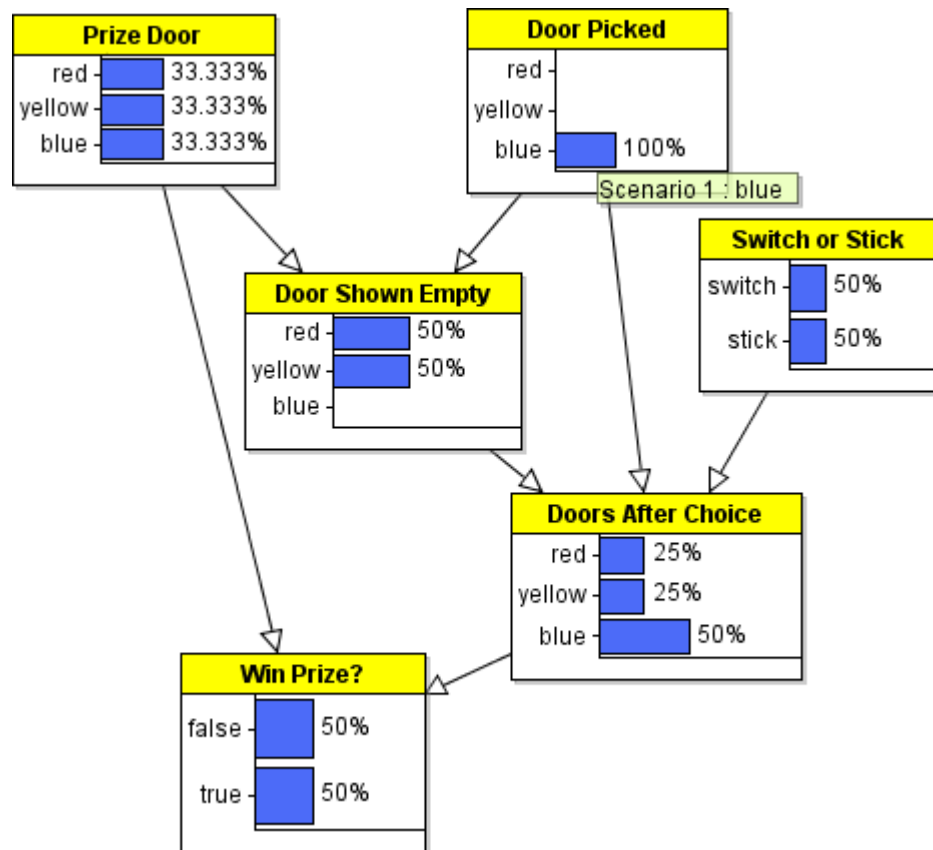 Prize Door
red 33.333%
yellow 33.333%
blue 33.333%
Door Picked
red
yellow
blue 100%
Scenario 1 : blue
Switch or Stick
switch 50%
stick 50%
Door Shown Empty
red 50%
yellow 50%
blue
Doors After Choice
red 25%
yellow 25%
blue 50%
Win Prize?
false 50%
true 50%